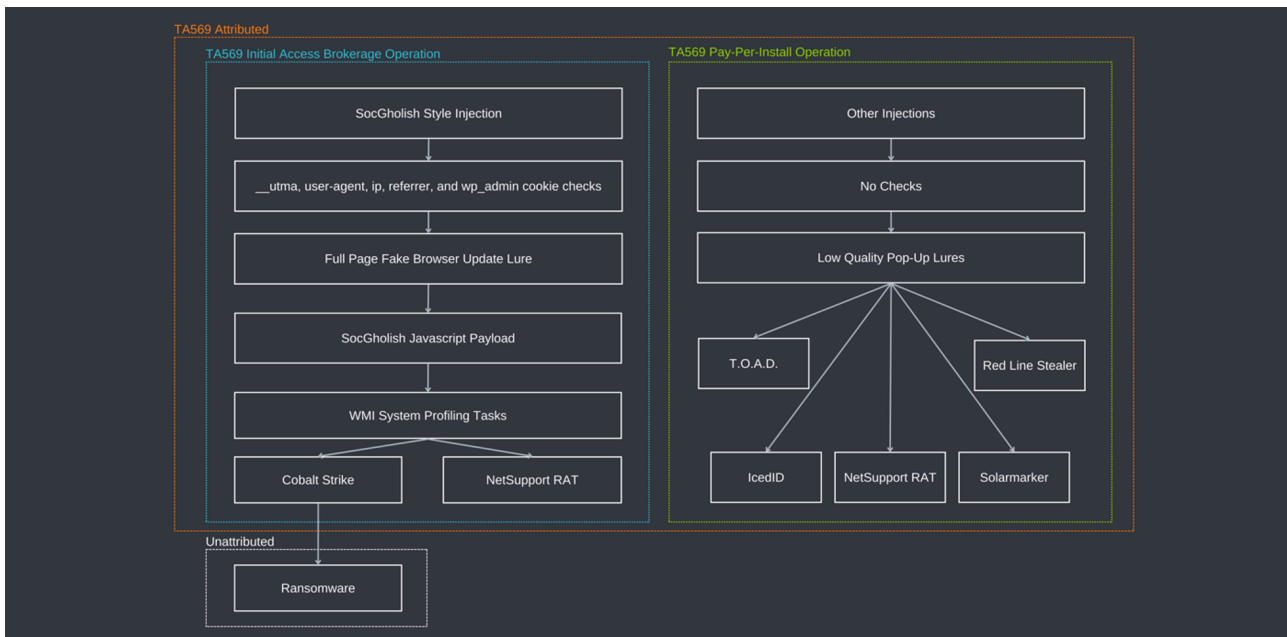 TA569 Attributed
TA569 Initial Access Brokerage Operation
SocGholish Style Injection
__utma, user-agent, ip, referrer, and wp_admin cookie checks
Full Page Fake Browser Update Lure
SocGholish Javascript Payload
WMI System Profiling Tasks
Cobalt Strike
NetSupport RAT
TA569 Pay-Per-Install Operation
Other Injections
No Checks
Low Quality Pop-Up Lures
T.O.A.D.
Red Line Stealer
IcedID
NetSupport RAT
Solarmarker
Unattributed
Ransomware